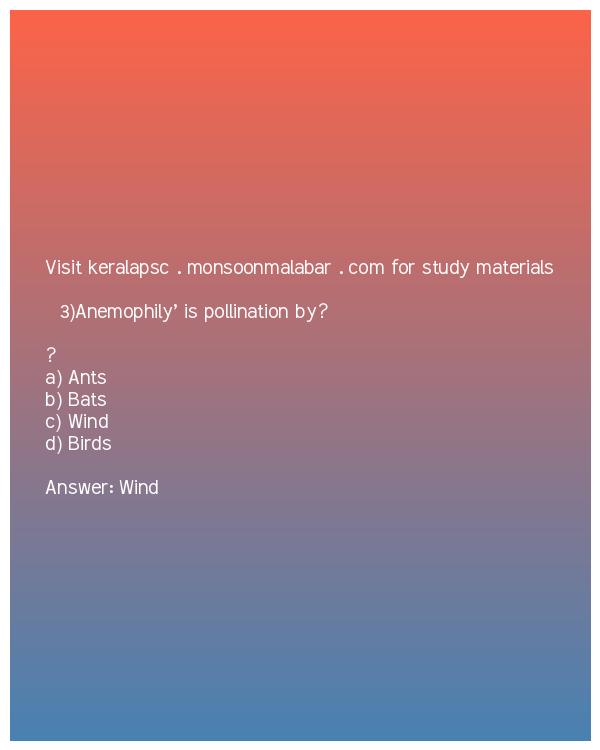 Visit keralapsc . monsoonmalabar . com for study materials
3)Anemophily’ is pollination by?
?
a) Ants
b) Bats
c) Wind
d) Birds
Answer: Wind